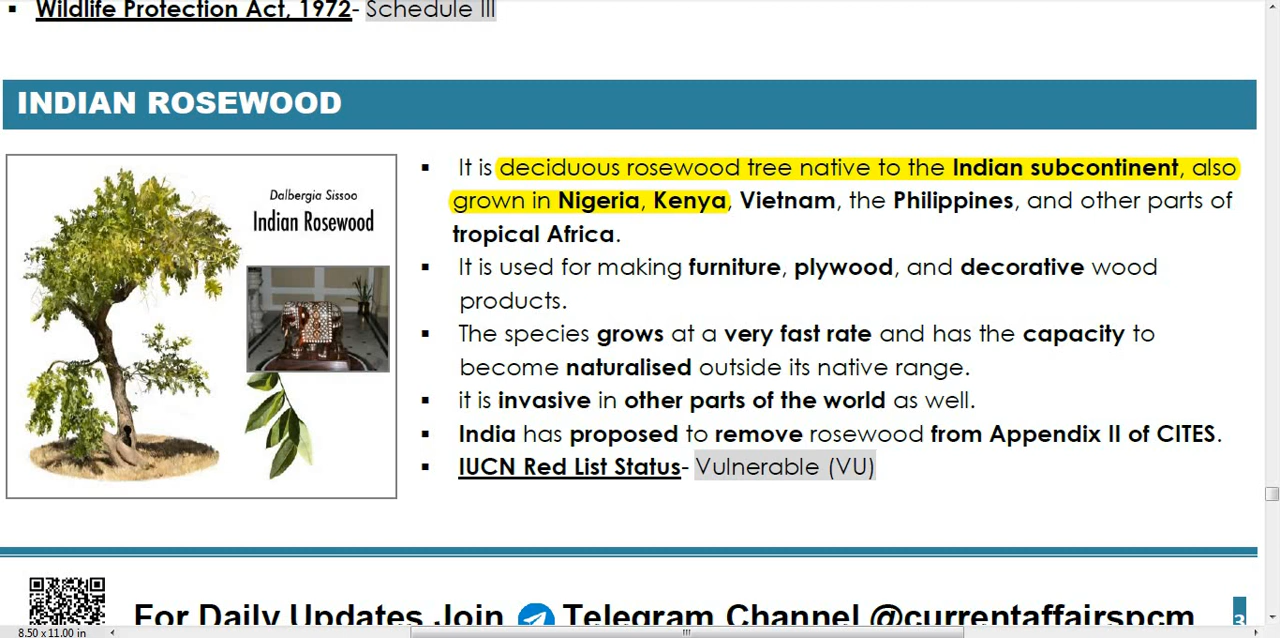 ▪ Wildlife Protection Act, 1972- Schedule III
INDIAN ROSEWOOD
Dalbergia Sissoo
Indian Rosewood
▪ It is deciduous rosewood tree native to the Indian subcontinent, also
grown in Nigeria, Kenya, Vietnam, the Philippines, and other parts of
tropical Africa.
▪ It is used for making furniture, plywood, and decorative wood
products.
▪ The species grows at a very fast rate and has the capacity to
become naturalised outside its native range.
▪ it is invasive in other parts of the world as well.
▪ India has proposed to remove rosewood from Appendix II of CITES.
▪ IUCN Red List Status- Vulnerable (VU)
For Daily Updates Join Telegram Channel @currentaffairspcm
8.50 x 11.00 in